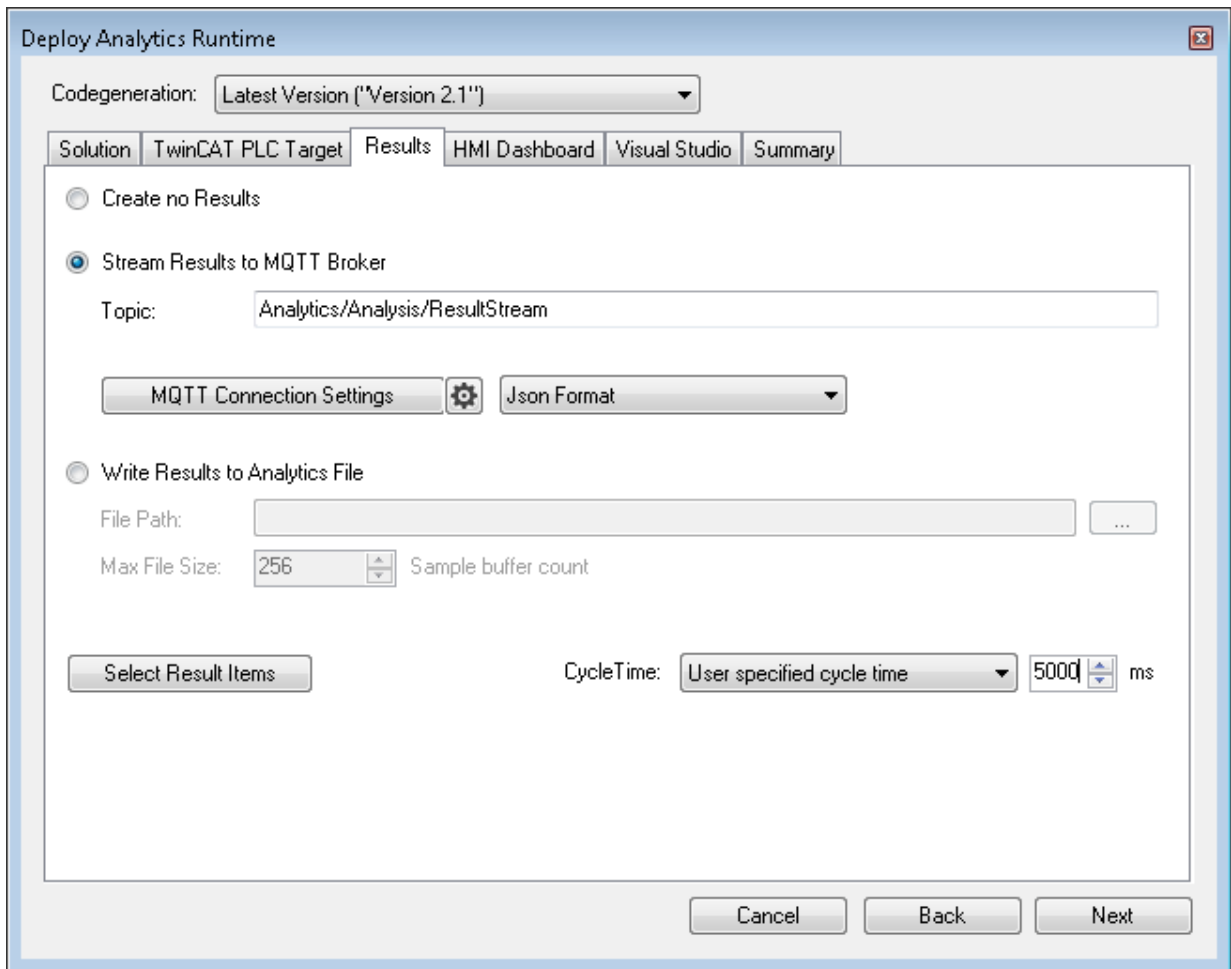 Deploy Analytics Runtime
Codegeneration: Latest Version ("Version 2.1")
Solution TwinCAT PLC Target Results HMI Dashboard Visual Studio Summary
Create no Results
Stream Results to MQTT Broker
Topic: Analytics/Analysis/ResultStream
MQTT Connection Settings Json Format
Write Results to Analytics File
File Path: ...
Max File Size: 256 Sample buffer count
Select Result Items CycleTime: User specified cycle time 5000 ms
Cancel Back Next